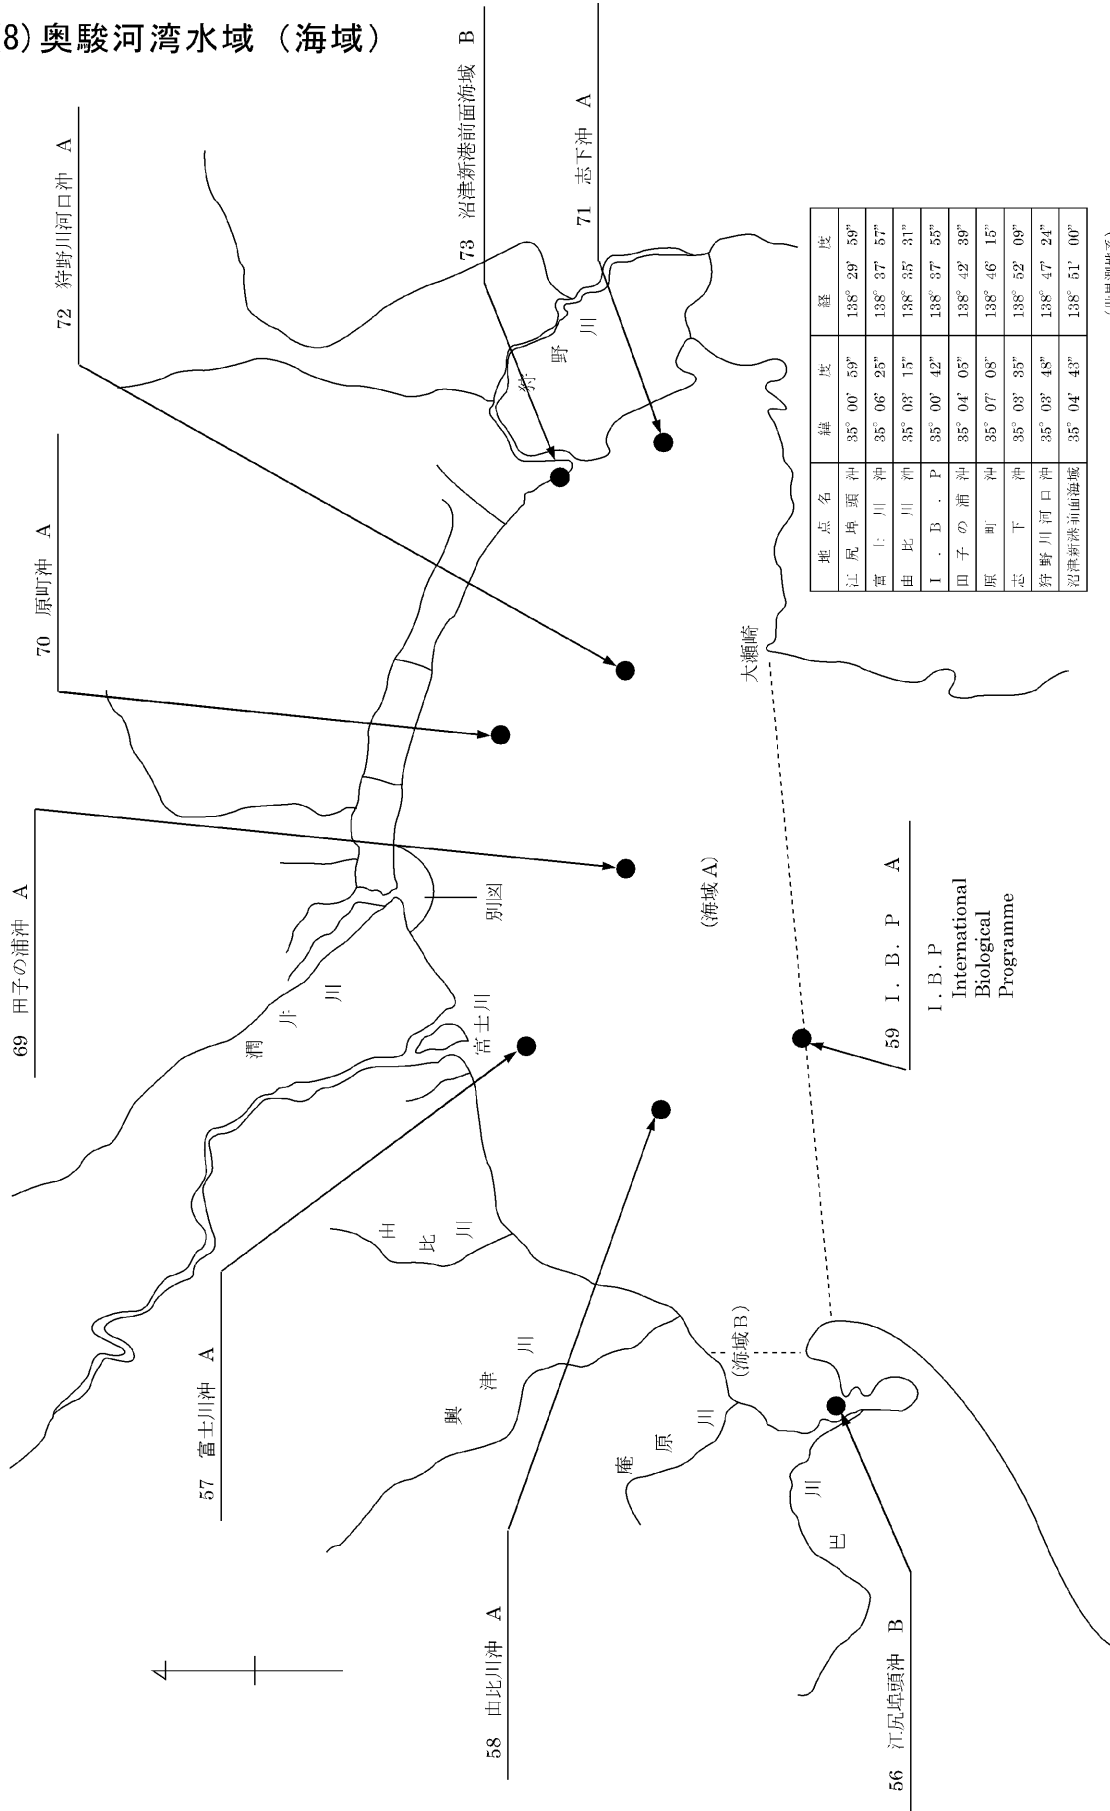 8) 奥駿河湾水域 (海域)
72 狩野川河口沖 A
73 沼津新港前面海域 B
71 志下沖 A
70 原町沖 A
69 田子の浦沖 A
57 富士川沖 A
58 由比川沖 A
56 江尻埠頭沖 B
59 I. B. P A
I. B. P
International
Biological
Programme
狩野川
潤井川
富士川
由比川
興津川
庵原川
巴川
別図
大瀬崎
(海域A)
(海域B)
地点名 緯度 経度
江尻埠頭沖 35° 00' 59" 138° 29' 59"
富士川沖 35° 06' 25" 138° 37' 57"
由比川沖 35° 03' 15" 138° 35' 31"
I.B.P 35° 00' 42" 138° 37' 55"
田子の浦沖 35° 04' 05" 138° 42' 39"
原町沖 35° 07' 08" 138° 46' 15"
志下沖 35° 03' 35" 138° 52' 09"
狩野川河口沖 35° 03' 48" 138° 47' 24"
沼津新港前面海域 35° 04' 43" 138° 51' 00"